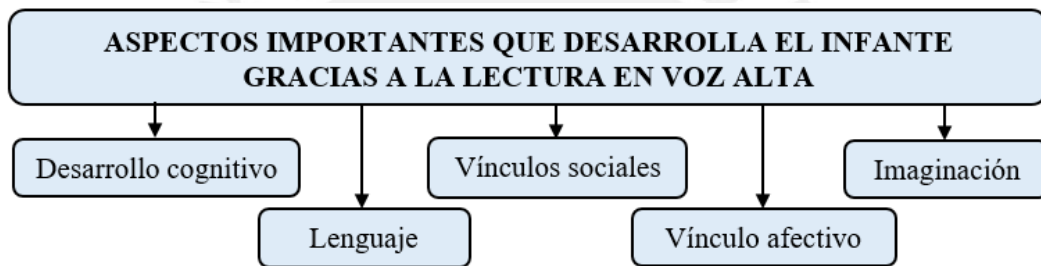 ASPECTOS IMPORTANTES QUE DESARROLLA EL INFANTE
GRACIAS A LA LECTURA EN VOZ ALTA
Desarrollo cognitivo
Vínculos sociales
Imaginación
Lenguaje
Vínculo afectivo